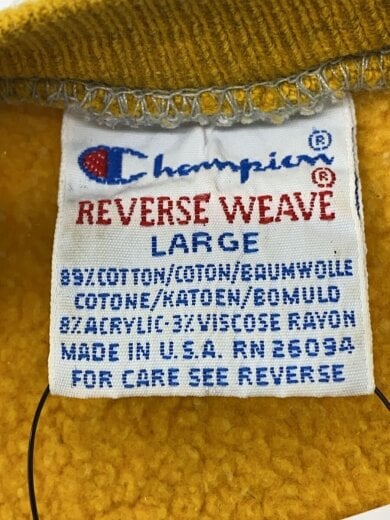 Champion®
REVERSE WEAVE®
LARGE
89%COTTON/COTON/BAUMWOLLE
COTONE/KATOEN/BOMULD
8%ACRYLIC-3%VISCOSE RAYON
MADE IN U.S.A. RN 26094
FOR CARE SEE REVERSE